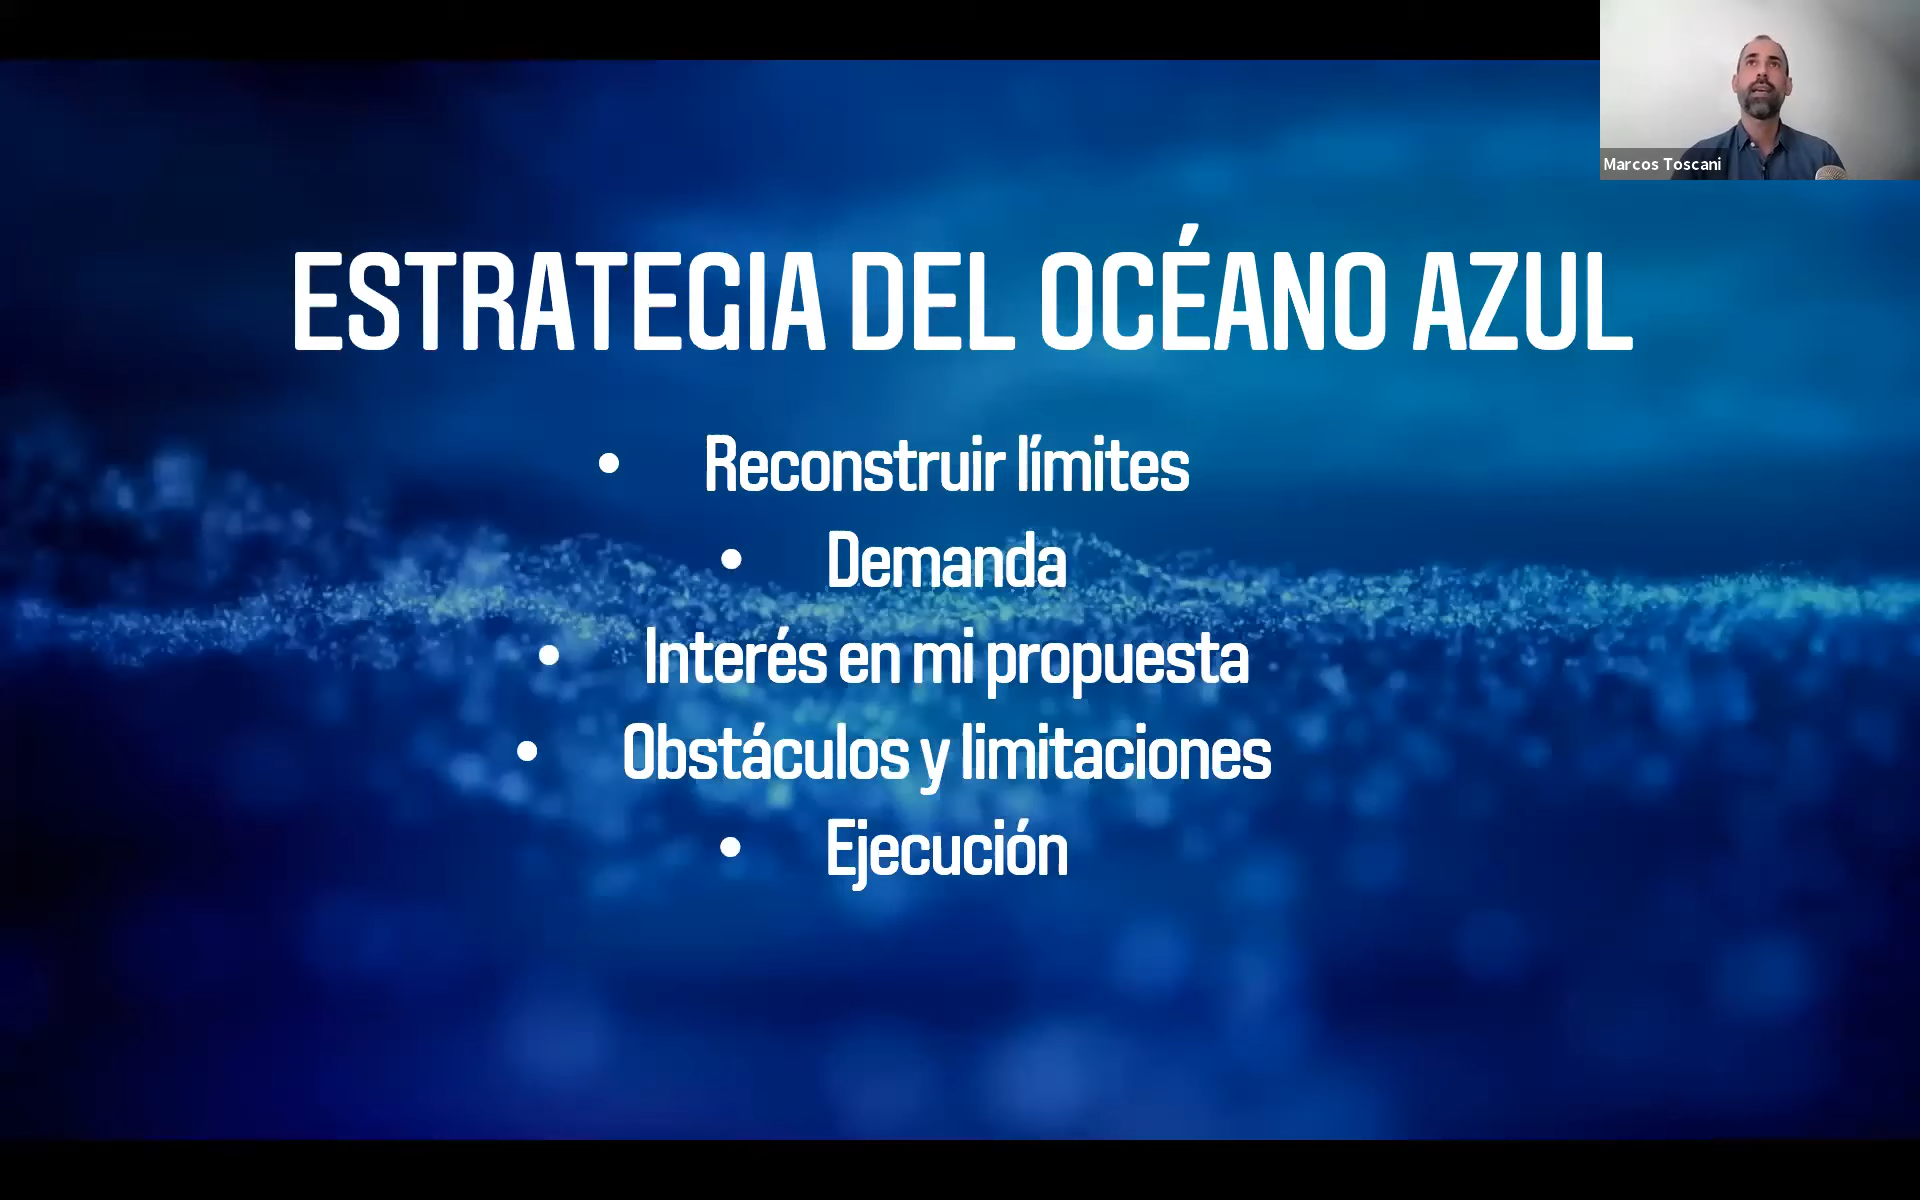 Marcos Toscani
ESTRATEGIA DEL OCÉANO AZUL
• Reconstruir límites
• Demanda
• Interés en mi propuesta
• Obstáculos y limitaciones
• Ejecución